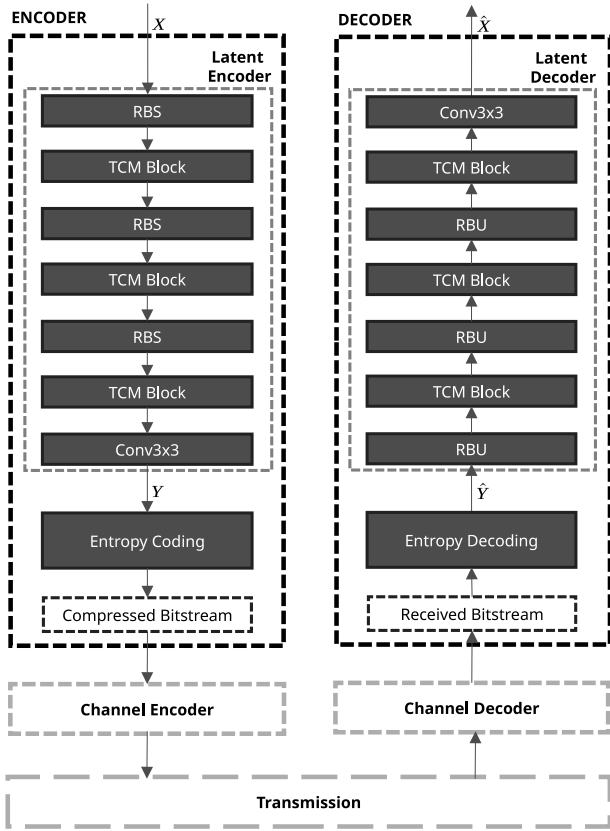 ENCODER
X
Latent
Encoder
RBS
TCM Block
RBS
TCM Block
RBS
TCM Block
Conv3x3
Y
Entropy Coding
Compressed Bitstream
Channel Encoder
DECODER
X̂
Latent
Decoder
Conv3x3
TCM Block
RBU
TCM Block
RBU
TCM Block
RBU
Ŷ
Entropy Decoding
Received Bitstream
Channel Decoder
Transmission